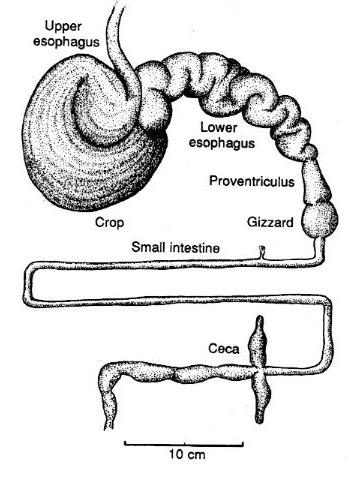 Upper
esophagus
Lower
esophagus
Proventriculus
Crop
Gizzard
Small intestine
Ceca
10 cm